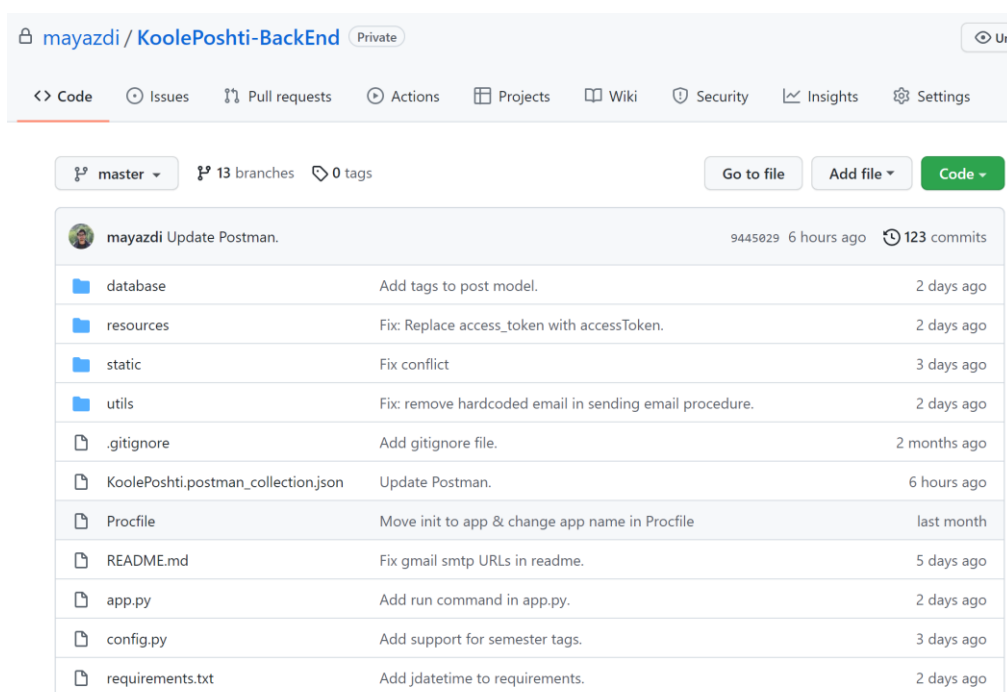 mayazdi / KoolePoshti-BackEnd Private
Un
Code Issues Pull requests Actions Projects Wiki Security Insights Settings
master 13 branches 0 tags Go to file Add file Code
mayazdi Update Postman. 9445029 6 hours ago 123 commits
database Add tags to post model. 2 days ago
resources Fix: Replace access_token with accessToken. 2 days ago
static Fix conflict 3 days ago
utils Fix: remove hardcoded email in sending email procedure. 2 days ago
.gitignore Add gitignore file. 2 months ago
KoolePoshti.postman_collection.json Update Postman. 6 hours ago
Procfile Move init to app & change app name in Procfile last month
README.md Fix gmail smtp URLs in readme. 5 days ago
app.py Add run command in app.py. 2 days ago
config.py Add support for semester tags. 3 days ago
requirements.txt Add jdatetime to requirements. 2 days ago